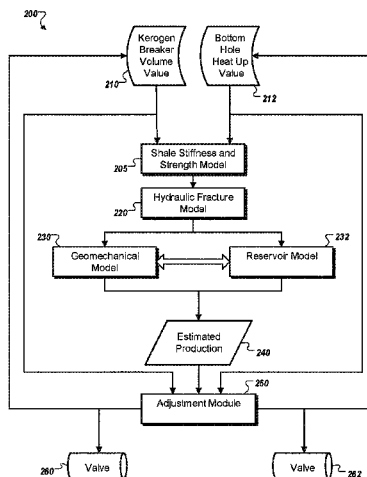 200
Kerogen
Breaker
Volume
Value
210
Bottom
Hole
Heat Up
Value
212
Shale Stiffness and
Strength Model
205
Hydraulic Fracture
Model
220
Geomechanical
Model
230
Reservoir Model
232
Estimated
Production
240
Adjustment Module
250
Valve
260
Valve
262